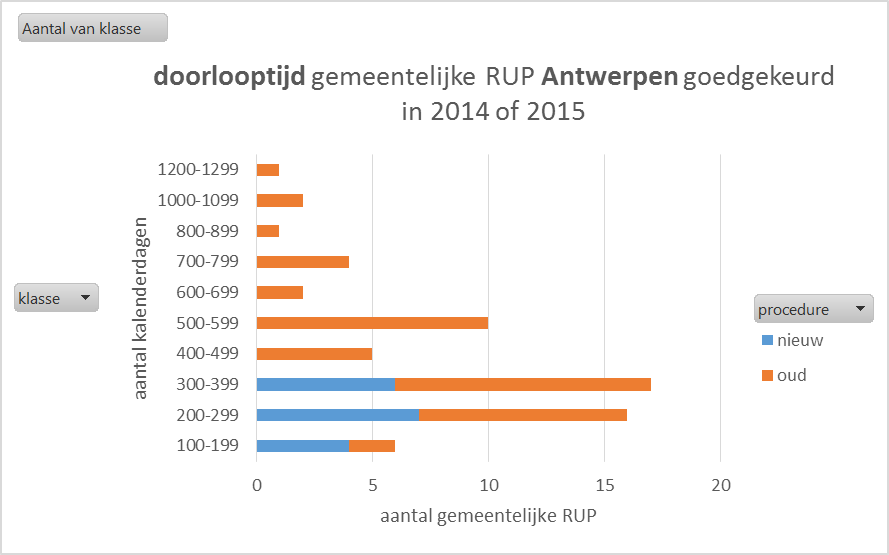 Aantal van klasse
doorlooptijd gemeentelijke RUP Antwerpen goedgekeurd
in 2014 of 2015
aantal kalenderdagen
1200-1299
1000-1099
800-899
700-799
600-699
500-599
400-499
300-399
200-299
100-199
0 5 10 15 20
aantal gemeentelijke RUP
klasse
procedure
nieuw
oud